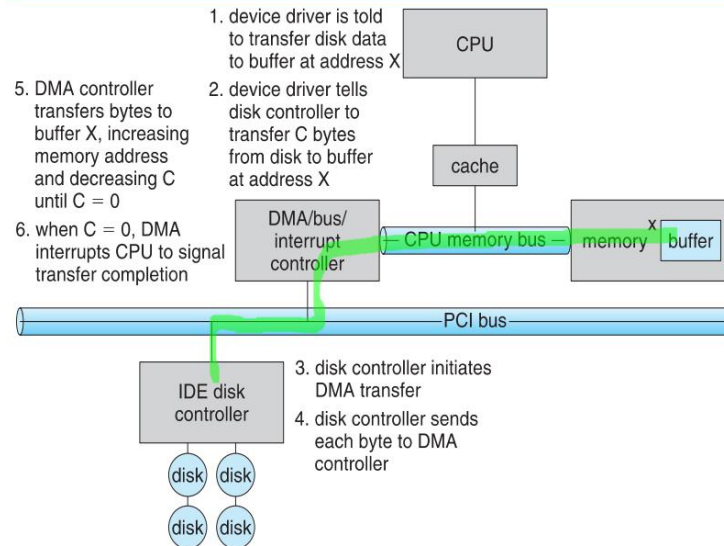 1. device driver is told
to transfer disk data
to buffer at address X
2. device driver tells
disk controller to
transfer C bytes
from disk to buffer
at address X
5. DMA controller
transfers bytes to
buffer X, increasing
memory address
and decreasing C
until C = 0
6. when C = 0, DMA
interrupts CPU to signal
transfer completion
CPU
cache
DMA/bus/
interrupt
controller
CPU memory bus
memory
x
buffer
PCI bus
IDE disk
controller
3. disk controller initiates
DMA transfer
4. disk controller sends
each byte to DMA
controller
disk
disk
disk
disk